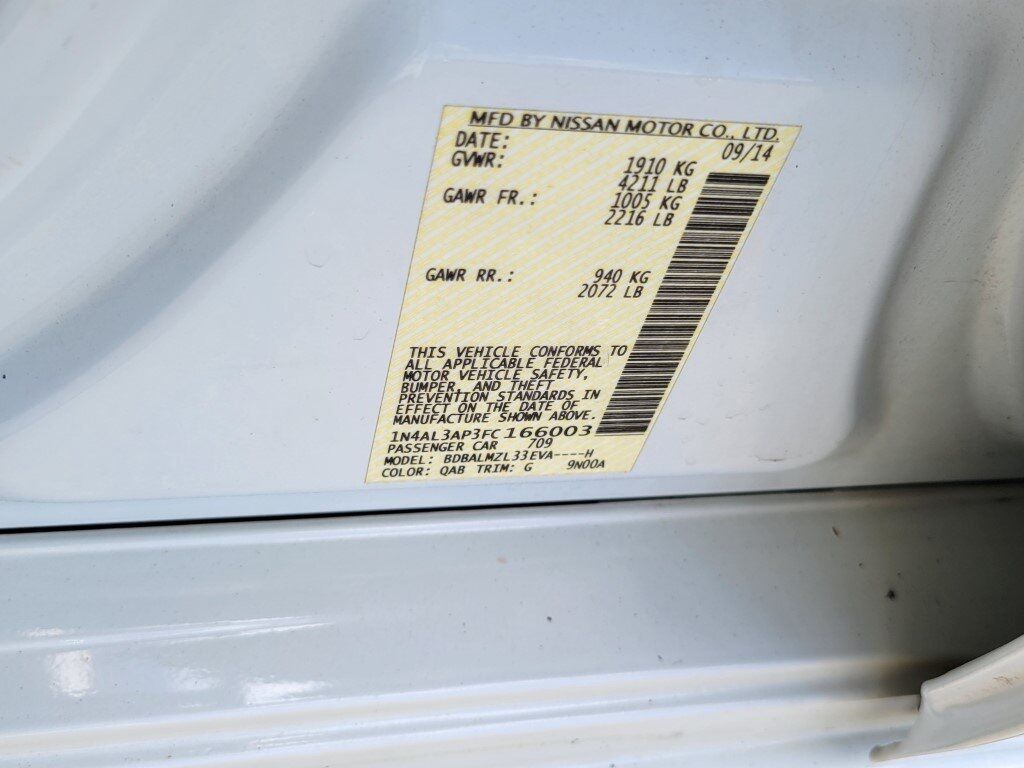 MFD BY NISSAN MOTOR CO., LTD.
DATE: 09/14
GVWR: 1910 KG
4211 LB
GAWR FR.: 1005 KG
2216 LB
GAWR RR.: 940 KG
2072 LB
THIS VEHICLE CONFORMS TO
ALL APPLICABLE FEDERAL
MOTOR VEHICLE SAFETY,
BUMPER, AND THEFT
PREVENTION STANDARDS IN
EFFECT ON THE DATE OF
MANUFACTURE SHOWN ABOVE.
1N4AL3AP3FC166003
PASSENGER CAR 709
MODEL: BDBALMZL33EVA----H
COLOR: QAB TRIM: G 9N00A